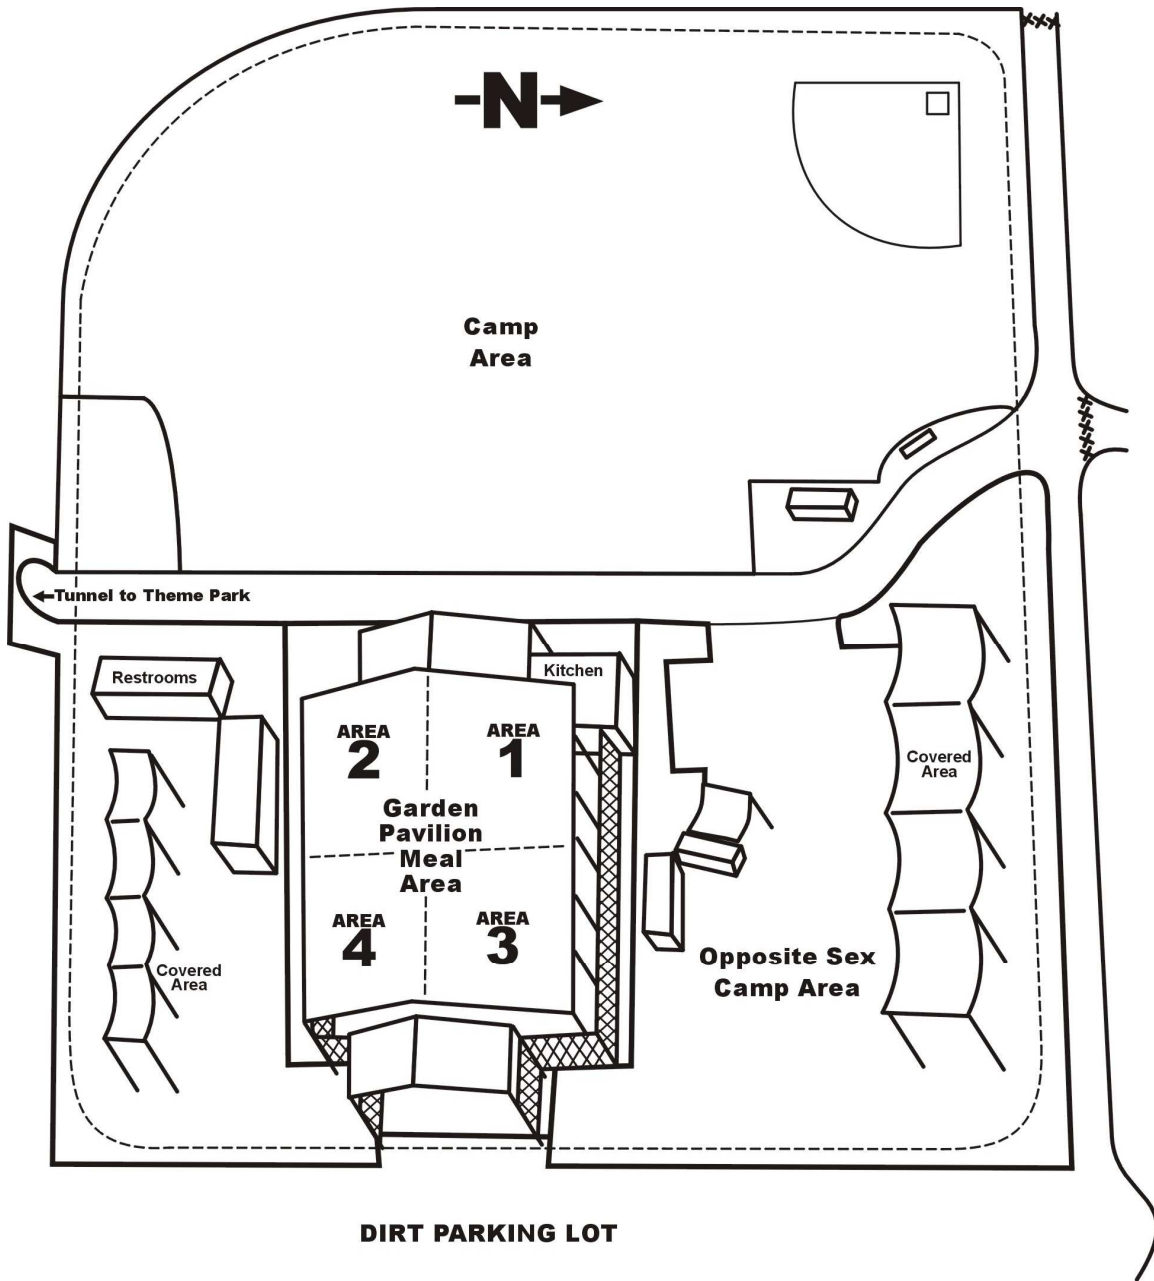 N
Camp
Area
Tunnel to Theme Park
Restrooms
Kitchen
AREA
2
AREA
1
Garden
Pavilion
Meal
Area
AREA
4
AREA
3
Covered
Area
Covered
Area
Opposite Sex
Camp Area
DIRT PARKING LOT